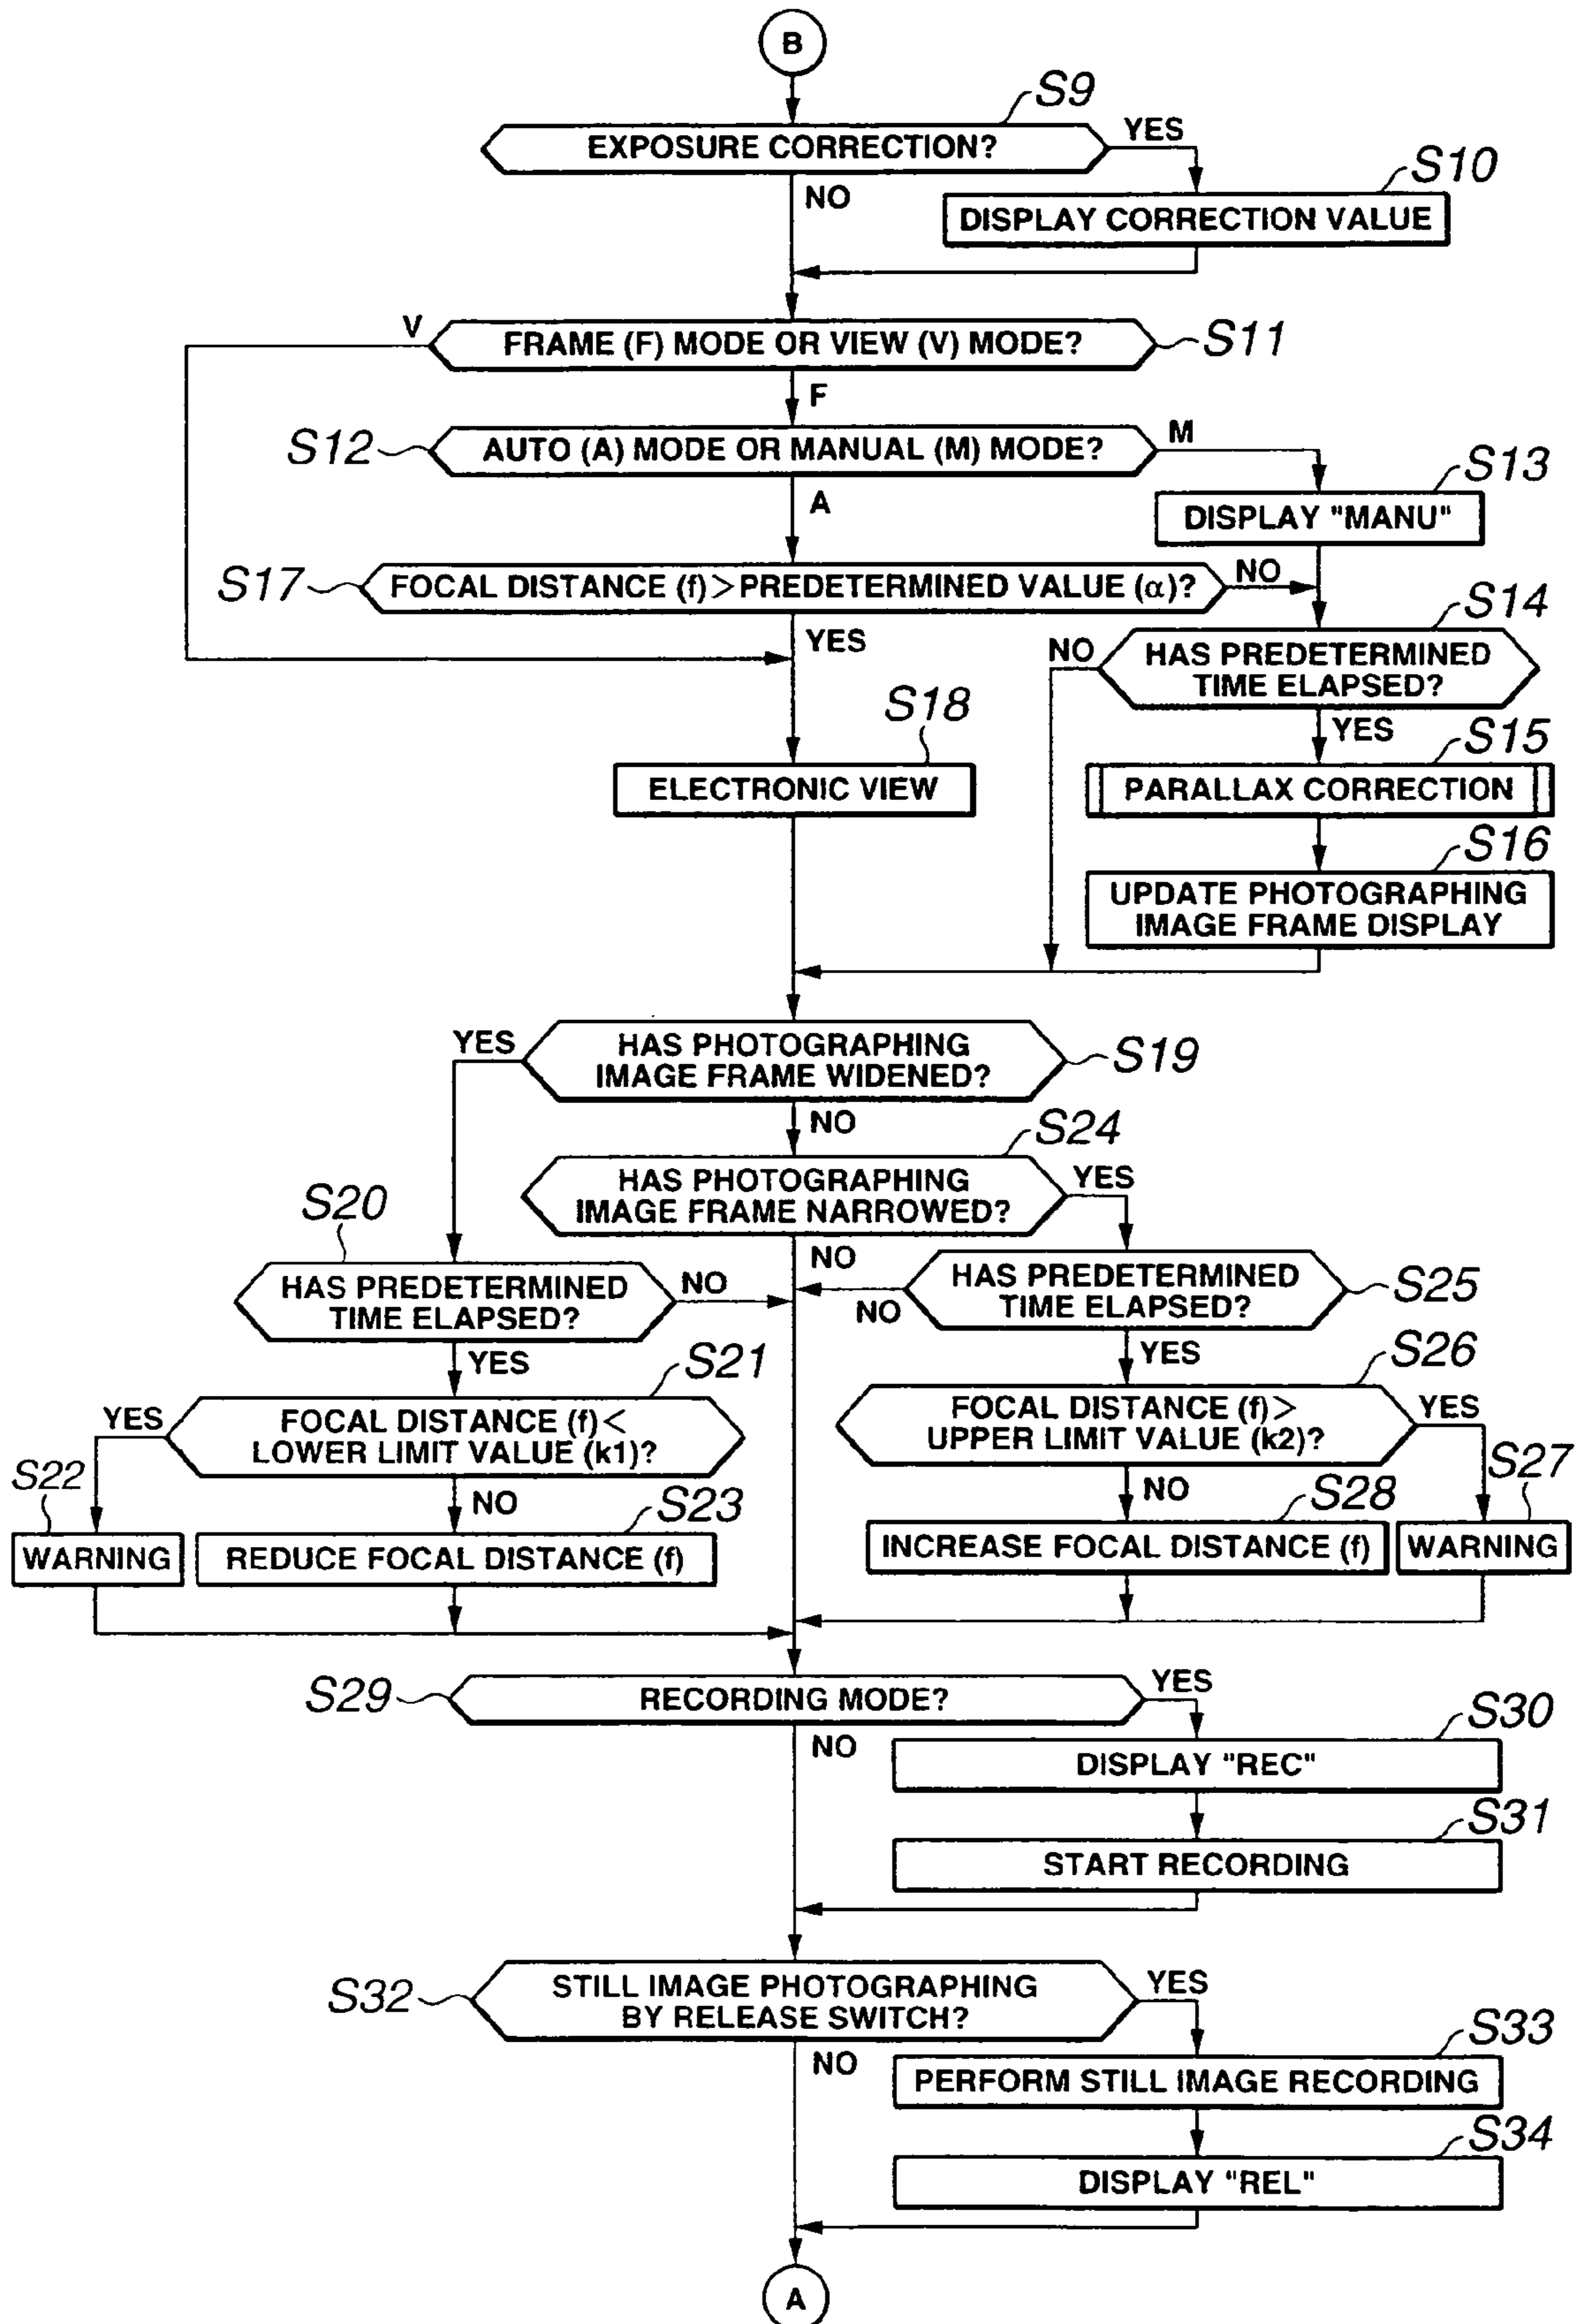 B
S9
EXPOSURE CORRECTION?
YES
NO
S10
DISPLAY CORRECTION VALUE
V
FRAME (F) MODE OR VIEW (V) MODE?
S11
F
S12
AUTO (A) MODE OR MANUAL (M) MODE?
M
A
S13
DISPLAY "MANU"
S17
FOCAL DISTANCE (f) > PREDETERMINED VALUE (α)?
NO
YES
S14
NO
HAS PREDETERMINED
TIME ELAPSED?
YES
S18
ELECTRONIC VIEW
S15
PARALLAX CORRECTION
S16
UPDATE PHOTOGRAPHING
IMAGE FRAME DISPLAY
YES
HAS PHOTOGRAPHING
IMAGE FRAME WIDENED?
S19
NO
S24
HAS PHOTOGRAPHING
IMAGE FRAME NARROWED?
YES
NO
S20
HAS PREDETERMINED
TIME ELAPSED?
NO
YES
HAS PREDETERMINED
TIME ELAPSED?
S25
NO
YES
S21
YES
FOCAL DISTANCE (f) <
LOWER LIMIT VALUE (k1)?
NO
S26
FOCAL DISTANCE (f) >
UPPER LIMIT VALUE (k2)?
YES
NO
S22
WARNING
S23
REDUCE FOCAL DISTANCE (f)
S28
INCREASE FOCAL DISTANCE (f)
S27
WARNING
S29
RECORDING MODE?
YES
NO
S30
DISPLAY "REC"
S31
START RECORDING
S32
STILL IMAGE PHOTOGRAPHING
BY RELEASE SWITCH?
YES
NO
S33
PERFORM STILL IMAGE RECORDING
S34
DISPLAY "REL"
A